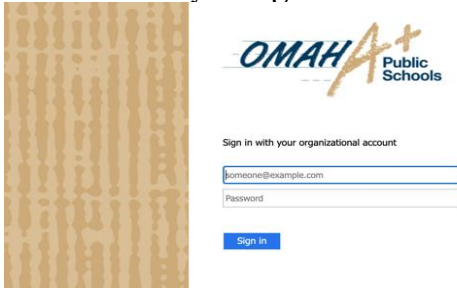 OMAHA+
Public
Schools
Sign in with your organizational account
someone@example.com
Password
Sign in